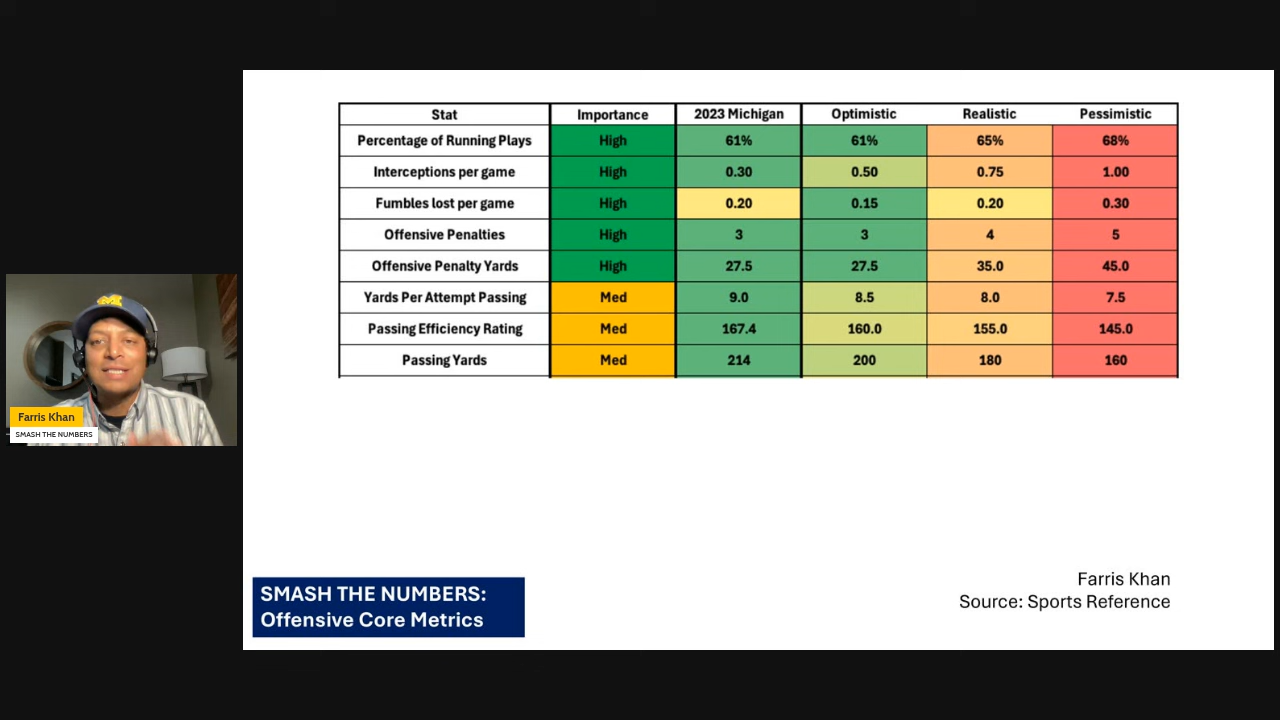 Stat Importance 2023 Michigan Optimistic Realistic Pessimistic
Percentage of Running Plays High 61% 61% 65% 68%
Interceptions per game High 0.30 0.50 0.75 1.00
Fumbles lost per game High 0.20 0.15 0.20 0.30
Offensive Penalties High 3 3 4 5
Offensive Penalty Yards High 27.5 27.5 35.0 45.0
Yards Per Attempt Passing Med 9.0 8.5 8.0 7.5
Passing Efficiency Rating Med 167.4 160.0 155.0 145.0
Passing Yards Med 214 200 180 160
M
Farris Khan
SMASH THE NUMBERS
SMASH THE NUMBERS:
Offensive Core Metrics
Farris Khan
Source: Sports Reference